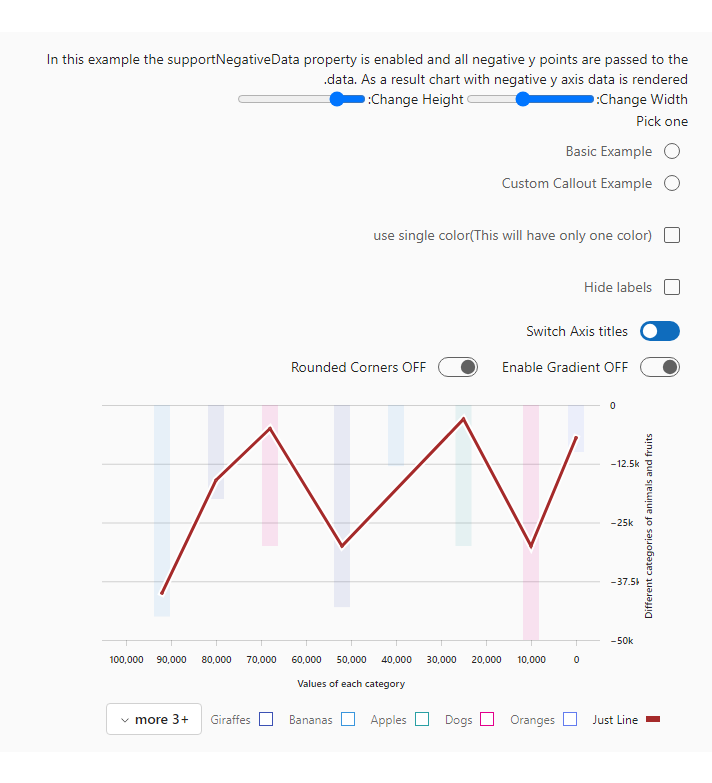 In this example the supportNegativeData property is enabled and all negative y points are passed to the
.data. As a result chart with negative y axis data is rendered
:Change Width
:Change Height
Pick one
Basic Example
Custom Callout Example
use single color(This will have only one color)
Hide labels
Switch Axis titles
Enable Gradient OFF
Rounded Corners OFF
0
−12.5k
−25k
−37.5k
−50k
Different categories of animals and fruits
100,000 90,000 80,000 70,000 60,000 50,000 40,000 30,000 20,000 10,000 0
Values of each category
more 3+ Giraffes Bananas Apples Dogs Oranges Just Line